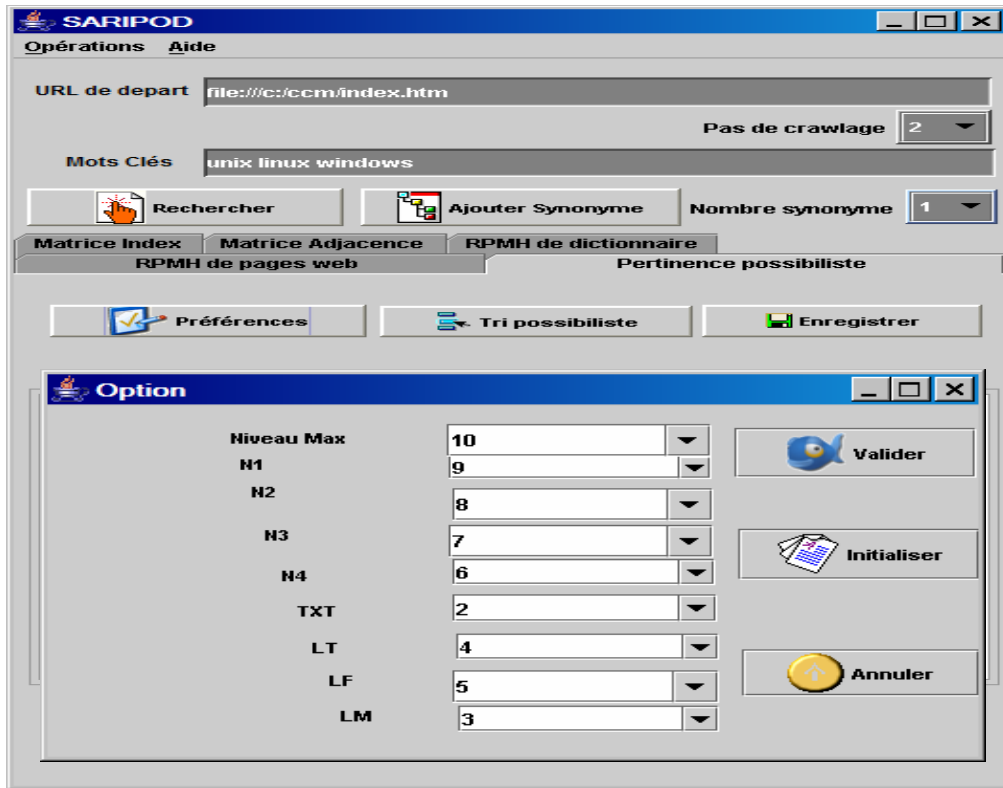 SARIPOD
Opérations Aide
URL de depart file:///c:/ccm/index.htm
Pas de crawlage 2
Mots Clés unix linux windows
Rechercher Ajouter Synonyme Nombre synonyme 1
Matrice Index Matrice Adjacence RPMH de dictionnaire
RPMH de pages web Pertinence possibiliste
Préférences Tri possibiliste Enregistrer
Option
Niveau Max 10 Valider
N1 9
N2 8
N3 7 Initialiser
N4 6
TXT 2
LT 4
LF 5 Annuler
LM 3